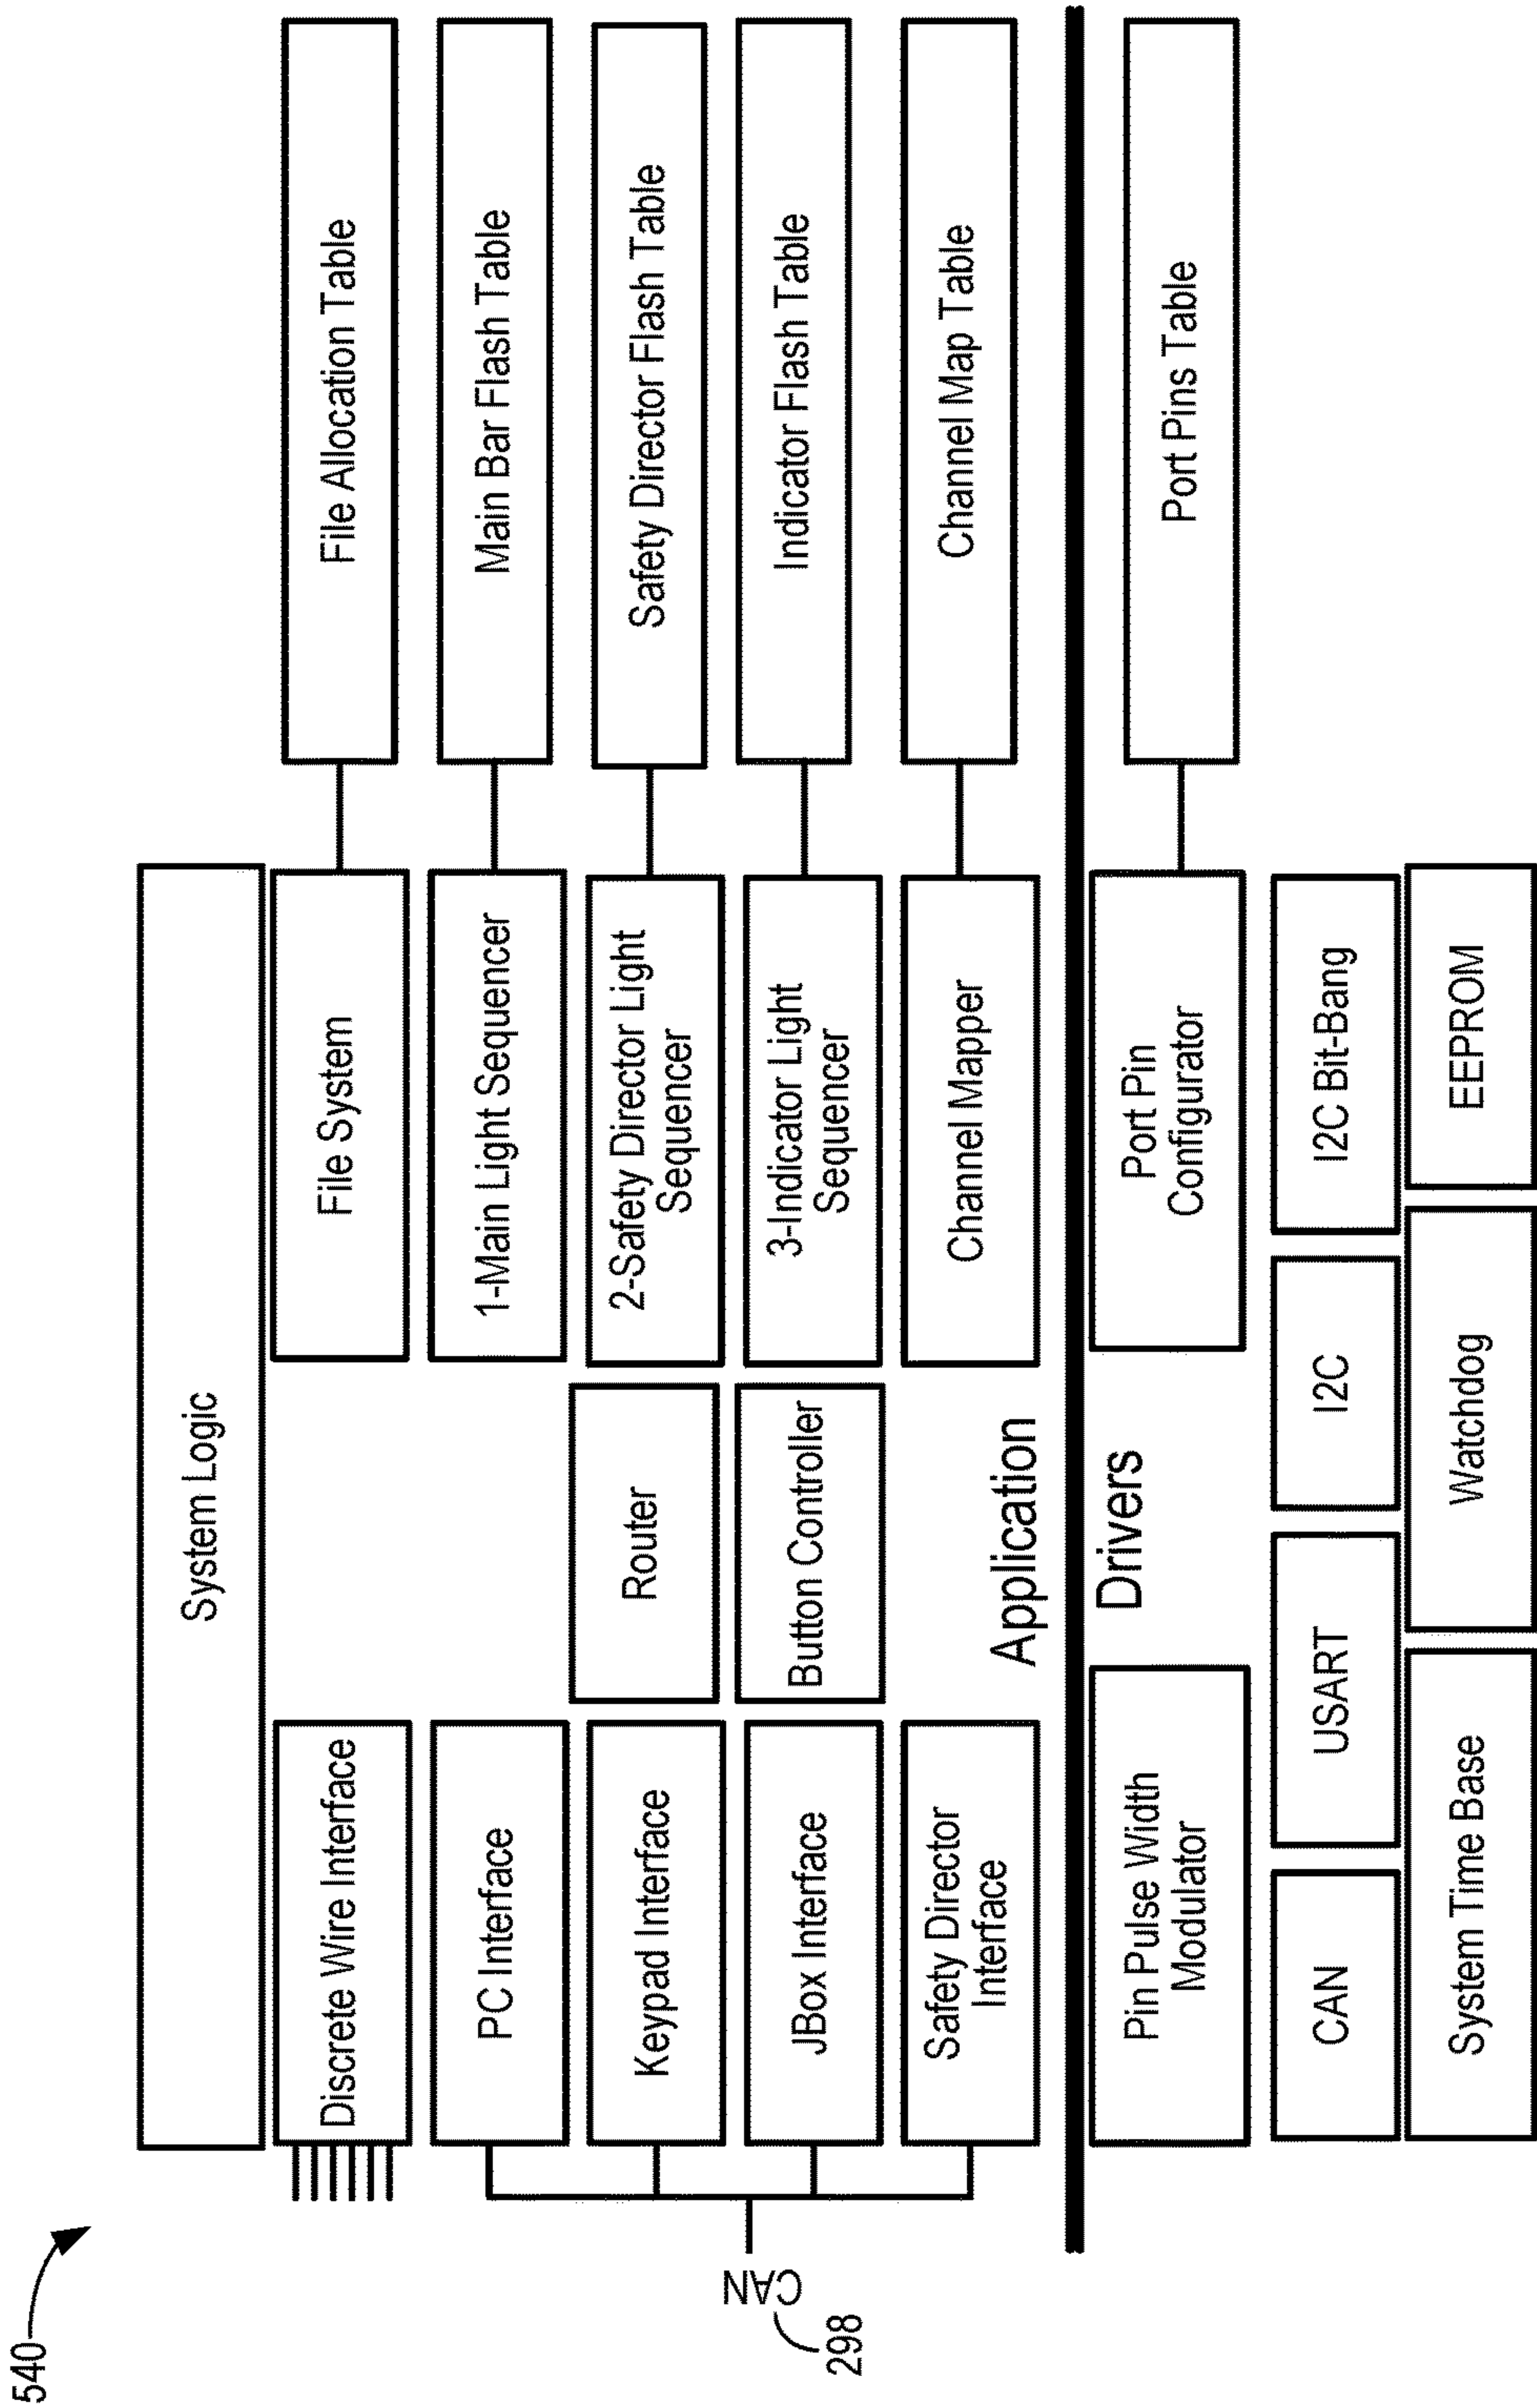 540
System Logic
Discrete Wire Interface
File System
File Allocation Table
PC Interface
1-Main Light Sequencer
Main Bar Flash Table
Keypad Interface
Router
2-Safety Director Light
Sequencer
Safety Director Flash Table
CAN
298
JBox Interface
Button Controller
3-Indicator Light
Sequencer
Indicator Flash Table
Safety Director
Interface
Application
Channel Mapper
Channel Map Table
Drivers
Pin Pulse Width
Modulator
Port Pin
Configurator
Port Pins Table
CAN
USART
I2C
I2C Bit-Bang
System Time Base
Watchdog
EEPROM